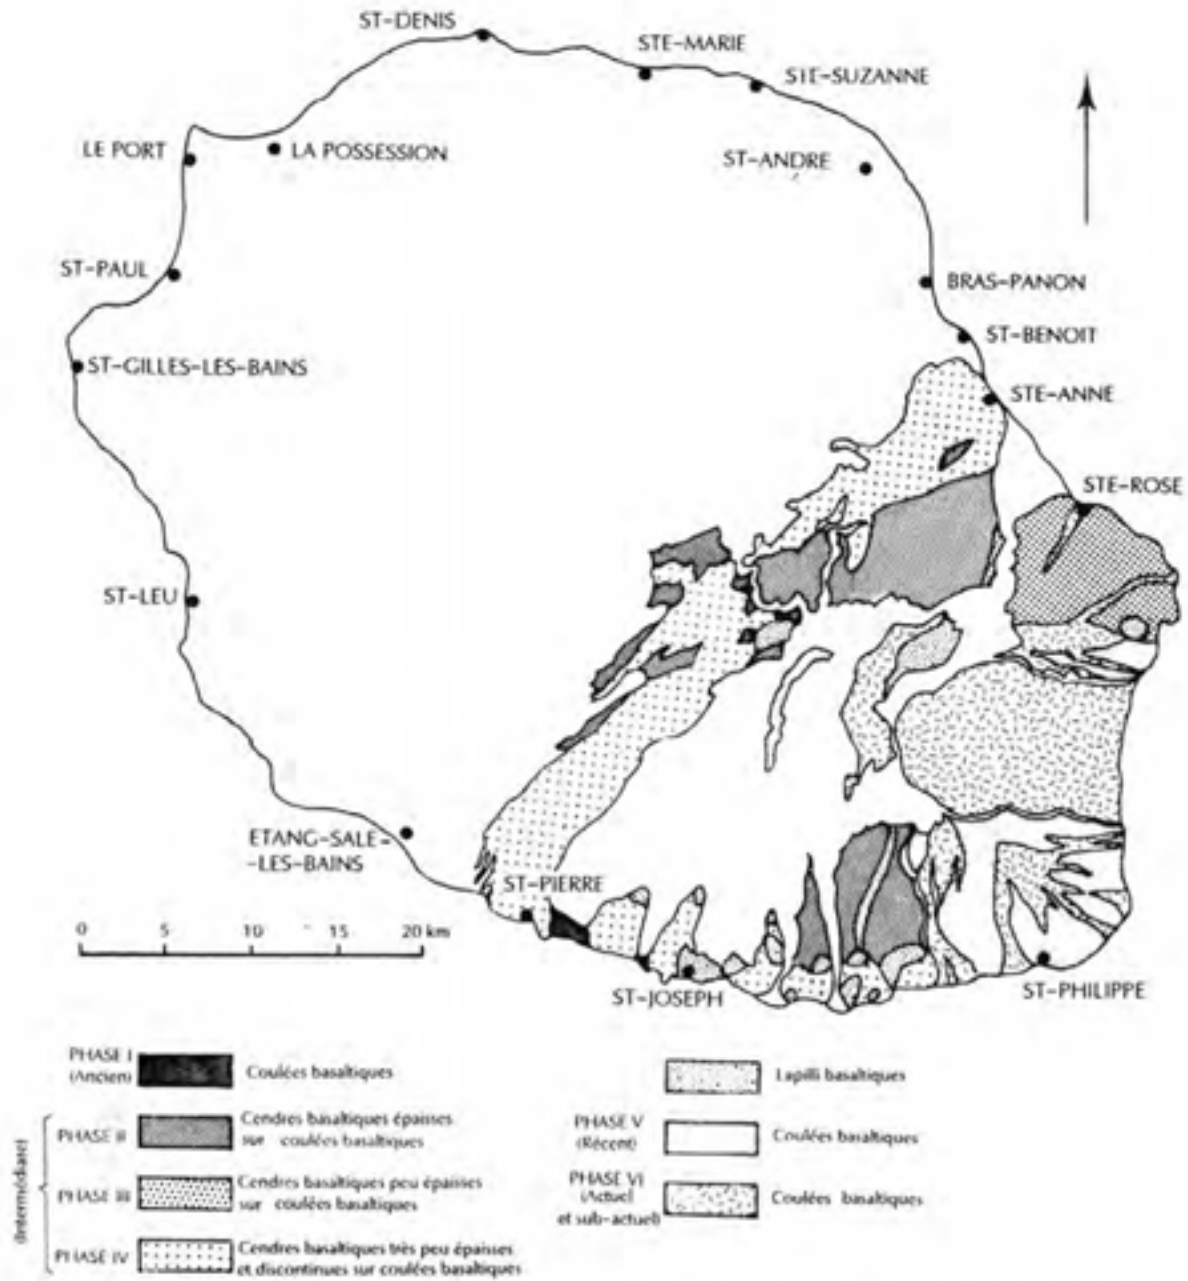 ST-DENIS
STE-MARIE
STE-SUZANNE
LE PORT
LA POSSESSION
ST-ANDRE
ST-PAUL
BRAS-PANON
ST-BENOIT
ST-GILLES-LES-BAINS
STE-ANNE
STE-ROSE
ST-LEU
ETANG-SALE-
-LES-BAINS
ST-PIERRE
0 5 10 15 20 km
ST-JOSEPH
ST-PHILIPPE
PHASE I
(Ancien)
Coulées basaltiques
(Intermédiaire)
PHASE II
Cendres basaltiques épaisses
sur coulées basaltiques
PHASE III
Cendres basaltiques peu épaisses
sur coulées basaltiques
PHASE IV
Cendres basaltiques très peu épaisses
et discontinues sur coulées basaltiques
Lapilli basaltiques
PHASE V
(Récent)
Coulées basaltiques
PHASE VI
(Actuel
et sub-actuel)
Coulées basaltiques